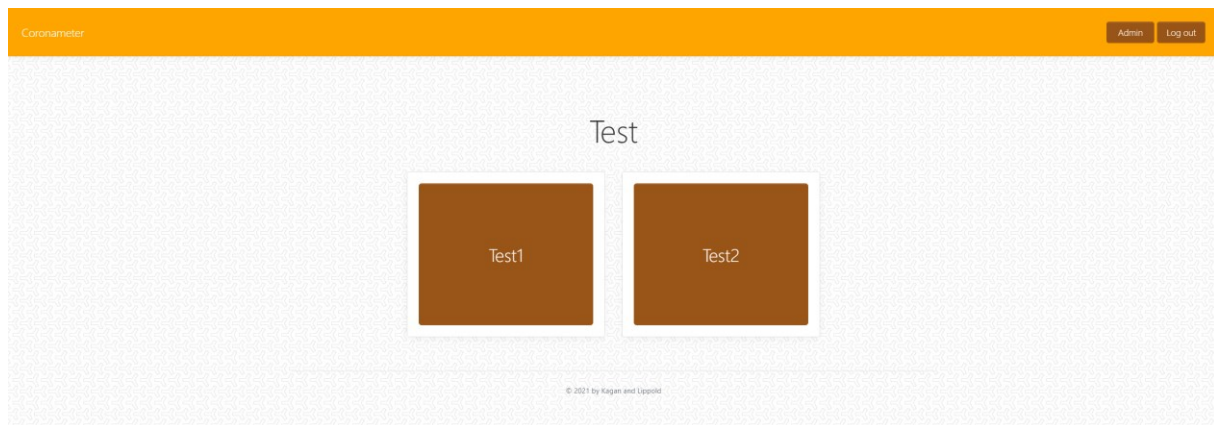 Coronameter
Admin
Log out
Test
Test1
Test2
© 2021 by Kagan and Lippold